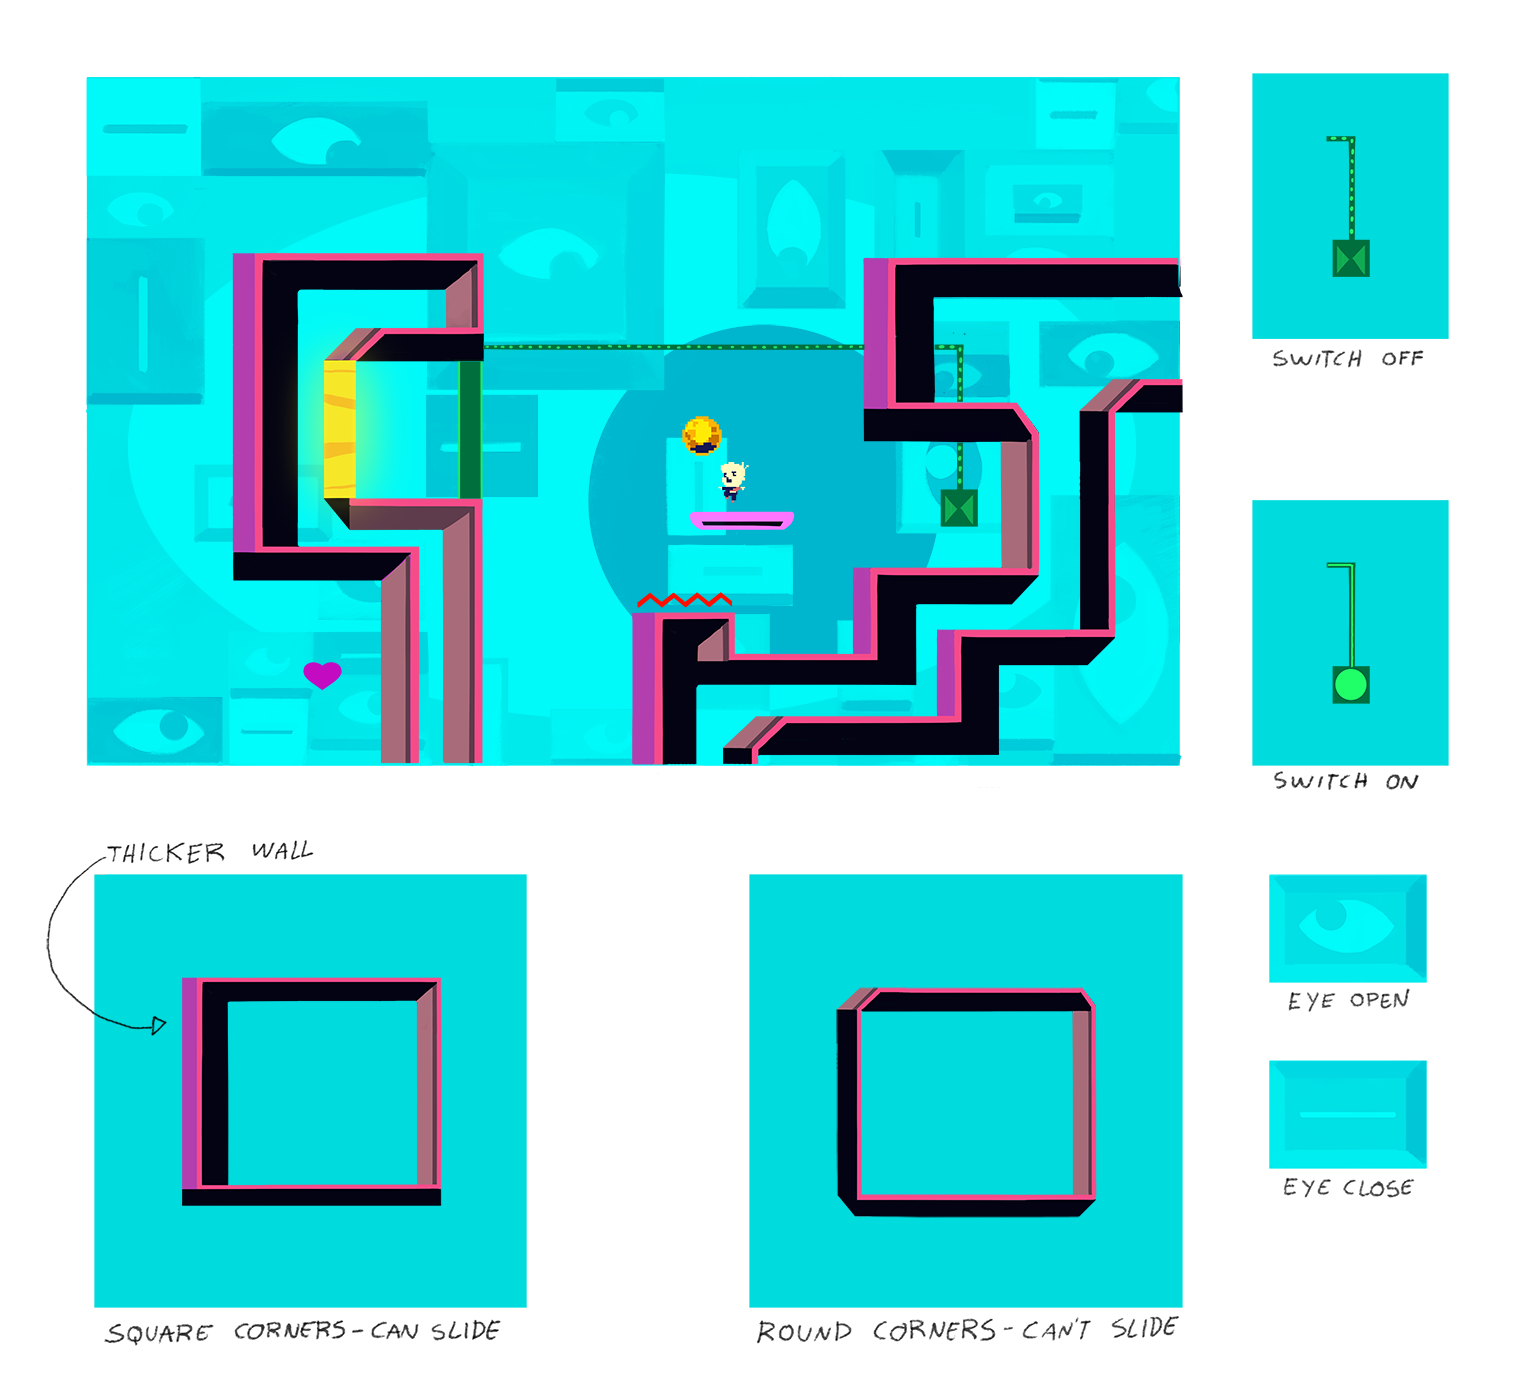 SWITCH OFF
SWITCH ON
THICKER WALL
EYE OPEN
EYE CLOSE
SQUARE CORNERS-CAN SLIDE
ROUND CORNERS-CAN'T SLIDE